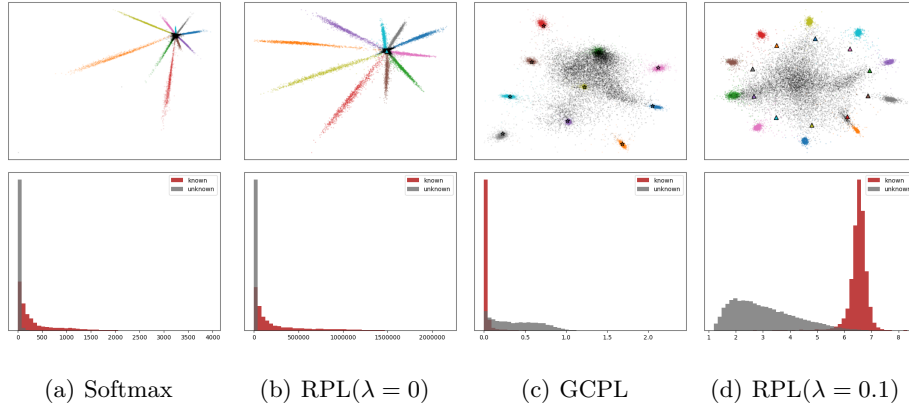 known
unknown
known
unknown
known
unknown
known
unknown
0 500 1000 1500 2000 2500 3000 3500 4000
0 500000 1000000 1500000 2000000
0.0 0.5 1.0 1.5 2.0
1 2 3 4 5 6 7 8
(a) Softmax
(b) RPL(λ = 0)
(c) GCPL
(d) RPL(λ = 0.1)